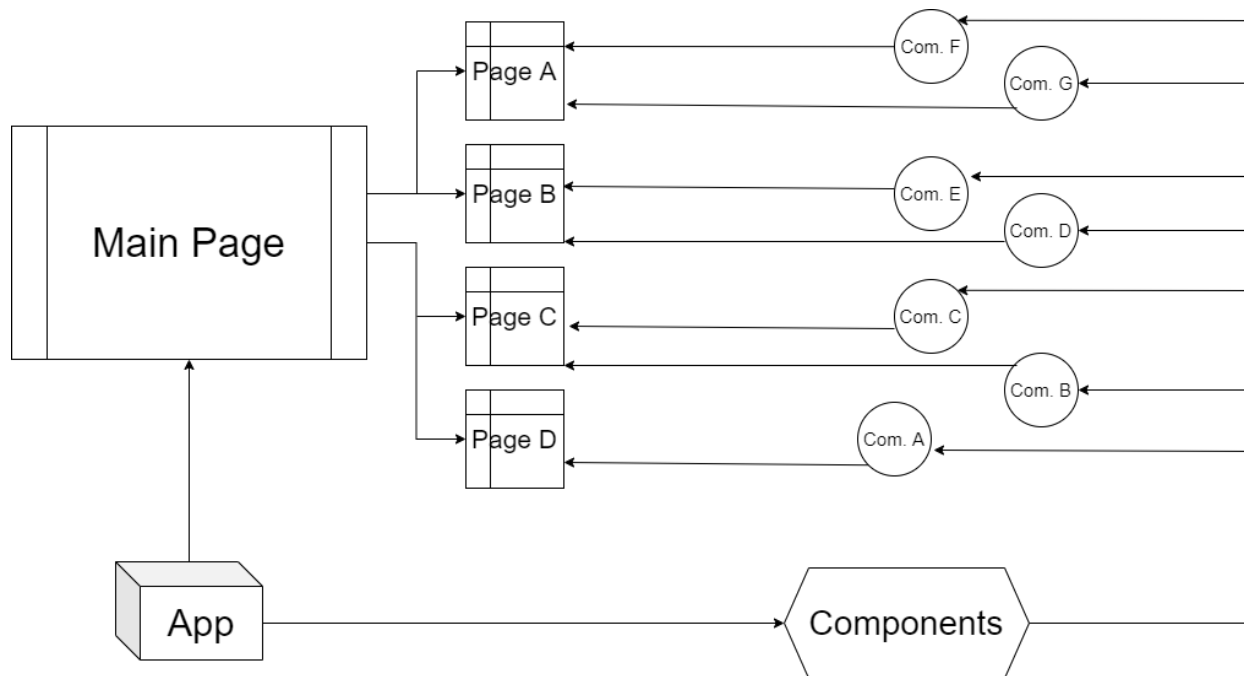 Com. F
Page A
Com. G
Page B
Com. E
Com. D
Main Page
Page C
Com. C
Com. B
Page D
Com. A
App
Components